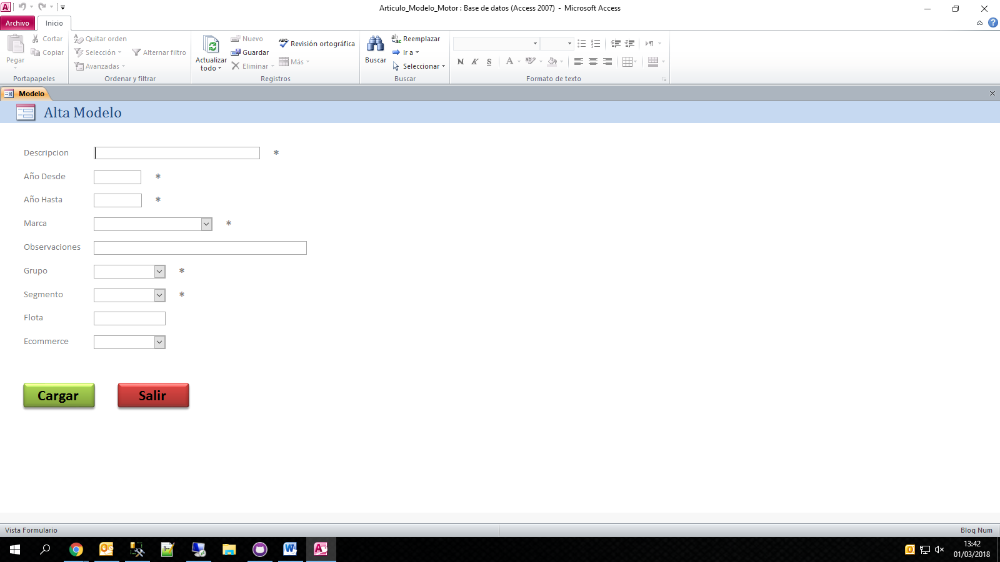 Articulo_Modelo_Motor : Base de datos (Access 2007) - Microsoft Access
Archivo
Inicio
Pegar
Cortar
Copiar
Portapapeles
Quitar orden
Selección
Avanzadas
Alternar filtro
Ordenar y filtrar
Actualizar
todo
Nuevo
Guardar
Eliminar
Revisión ortográfica
Más
Registros
Buscar
Reemplazar
Ir a
Seleccionar
Buscar
N K S
Formato de texto
Modelo
Alta Modelo
Descripcion *
Año Desde *
Año Hasta *
Marca *
Observaciones
Grupo *
Segmento *
Flota
Ecommerce
Cargar
Salir
Vista Formulario
Bloq Num
13:42
01/03/2018